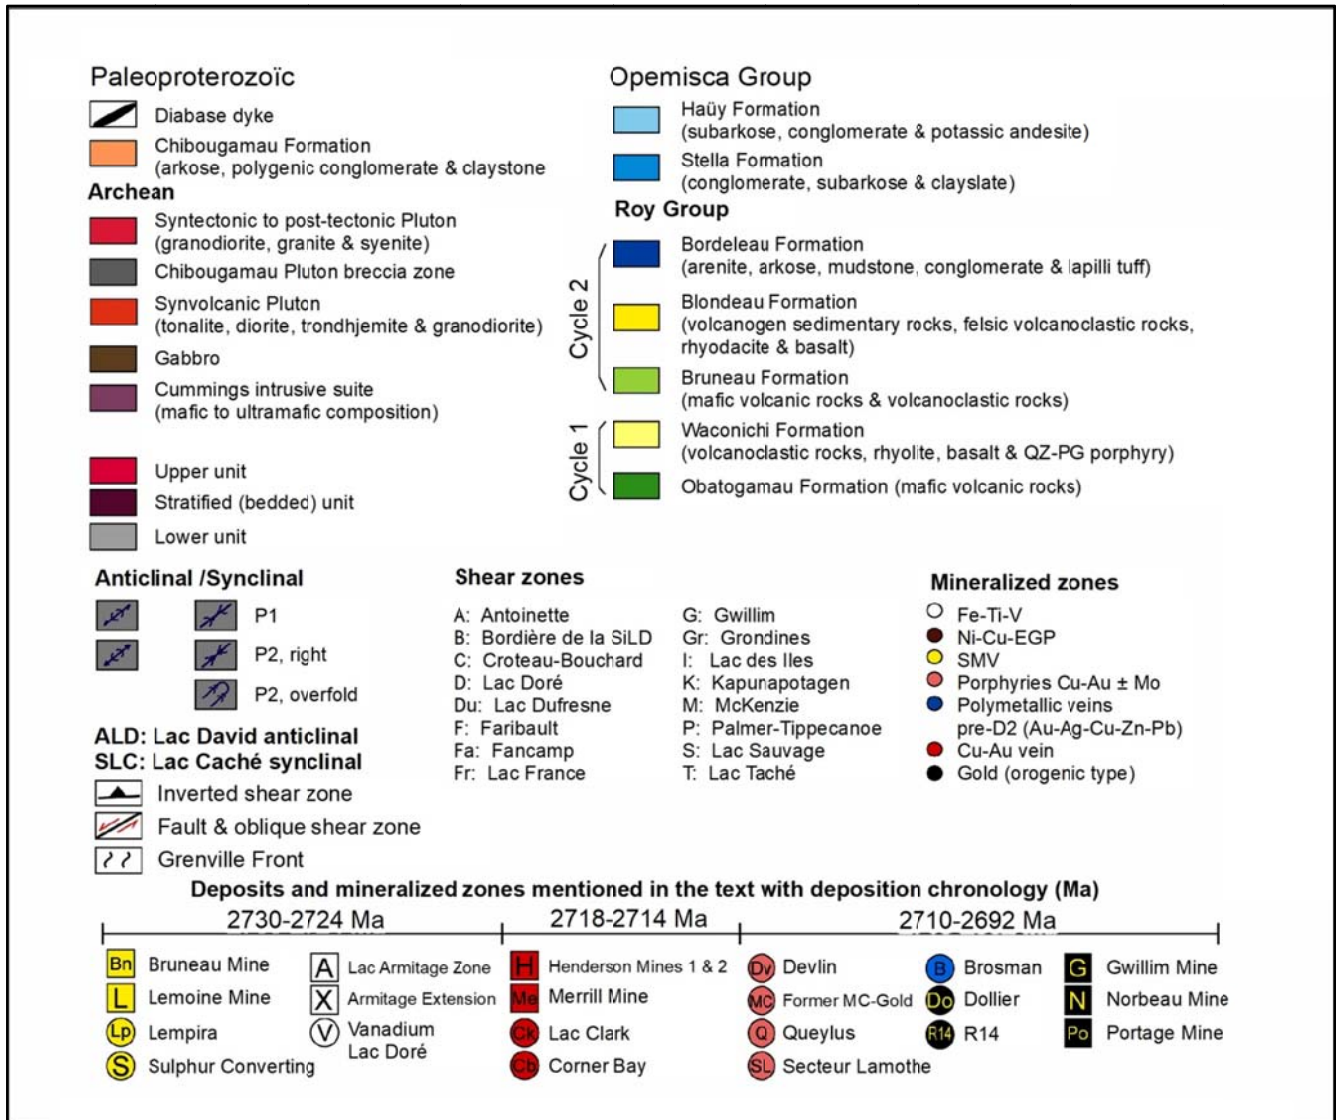 Paleoproterozoïc
Diabase dyke
Chibougamau Formation
(arkose, polygenic conglomerate & claystone
Archean
Syntectonic to post-tectonic Pluton
(granodiorite, granite & syenite)
Chibougamau Pluton breccia zone
Synvolcanic Pluton
(tonalite, diorite, trondhjemite & granodiorite)
Gabbro
Cummings intrusive suite
(mafic to ultramafic composition)
Upper unit
Stratified (bedded) unit
Lower unit
Opemisca Group
Haüy Formation
(subarkose, conglomerate & potassic andesite)
Stella Formation
(conglomerate, subarkose & clayslate)
Roy Group
Cycle 2
Bordeleau Formation
(arenite, arkose, mudstone, conglomerate & lapilli tuff)
Blondeau Formation
(volcanogen sedimentary rocks, felsic volcanoclastic rocks,
rhyodacite & basalt)
Bruneau Formation
(mafic volcanic rocks & volcanoclastic rocks)
Cycle 1
Waconichi Formation
(volcanoclastic rocks, rhyolite, basalt & QZ-PG porphyry)
Obatogamau Formation (mafic volcanic rocks)
Anticlinal /Synclinal
P1
P2, right
P2, overfold
ALD: Lac David anticlinal
SLC: Lac Caché synclinal
Inverted shear zone
Fault & oblique shear zone
Grenville Front
Shear zones
A: Antoinette
B: Bordière de la SiLD
C: Croteau-Bouchard
D: Lac Doré
Du: Lac Dufresne
F: Faribault
Fa: Fancamp
Fr: Lac France
G: Gwillim
Gr: Grondines
I: Lac des Iles
K: Kapunapotagen
M: McKenzie
P: Palmer-Tippecanoe
S: Lac Sauvage
T: Lac Taché
Mineralized zones
Fe-Ti-V
Ni-Cu-EGP
SMV
Porphyries Cu-Au ± Mo
Polymetallic veins
pre-D2 (Au-Ag-Cu-Zn-Pb)
Cu-Au vein
Gold (orogenic type)
Deposits and mineralized zones mentioned in the text with deposition chronology (Ma)
2730-2724 Ma
2718-2714 Ma
2710-2692 Ma
Bn Bruneau Mine
L Lemoine Mine
Lp Lempira
S Sulphur Converting
A Lac Armitage Zone
X Armitage Extension
V Vanadium
Lac Doré
H Henderson Mines 1 & 2
Me Merrill Mine
Ck Lac Clark
Cb Corner Bay
Dv Devlin
MC Former MC-Gold
Q Queylus
SL Secteur Lamothe
B Brosman
Do Dollier
R14 R14
G Gwillim Mine
N Norbeau Mine
Po Portage Mine